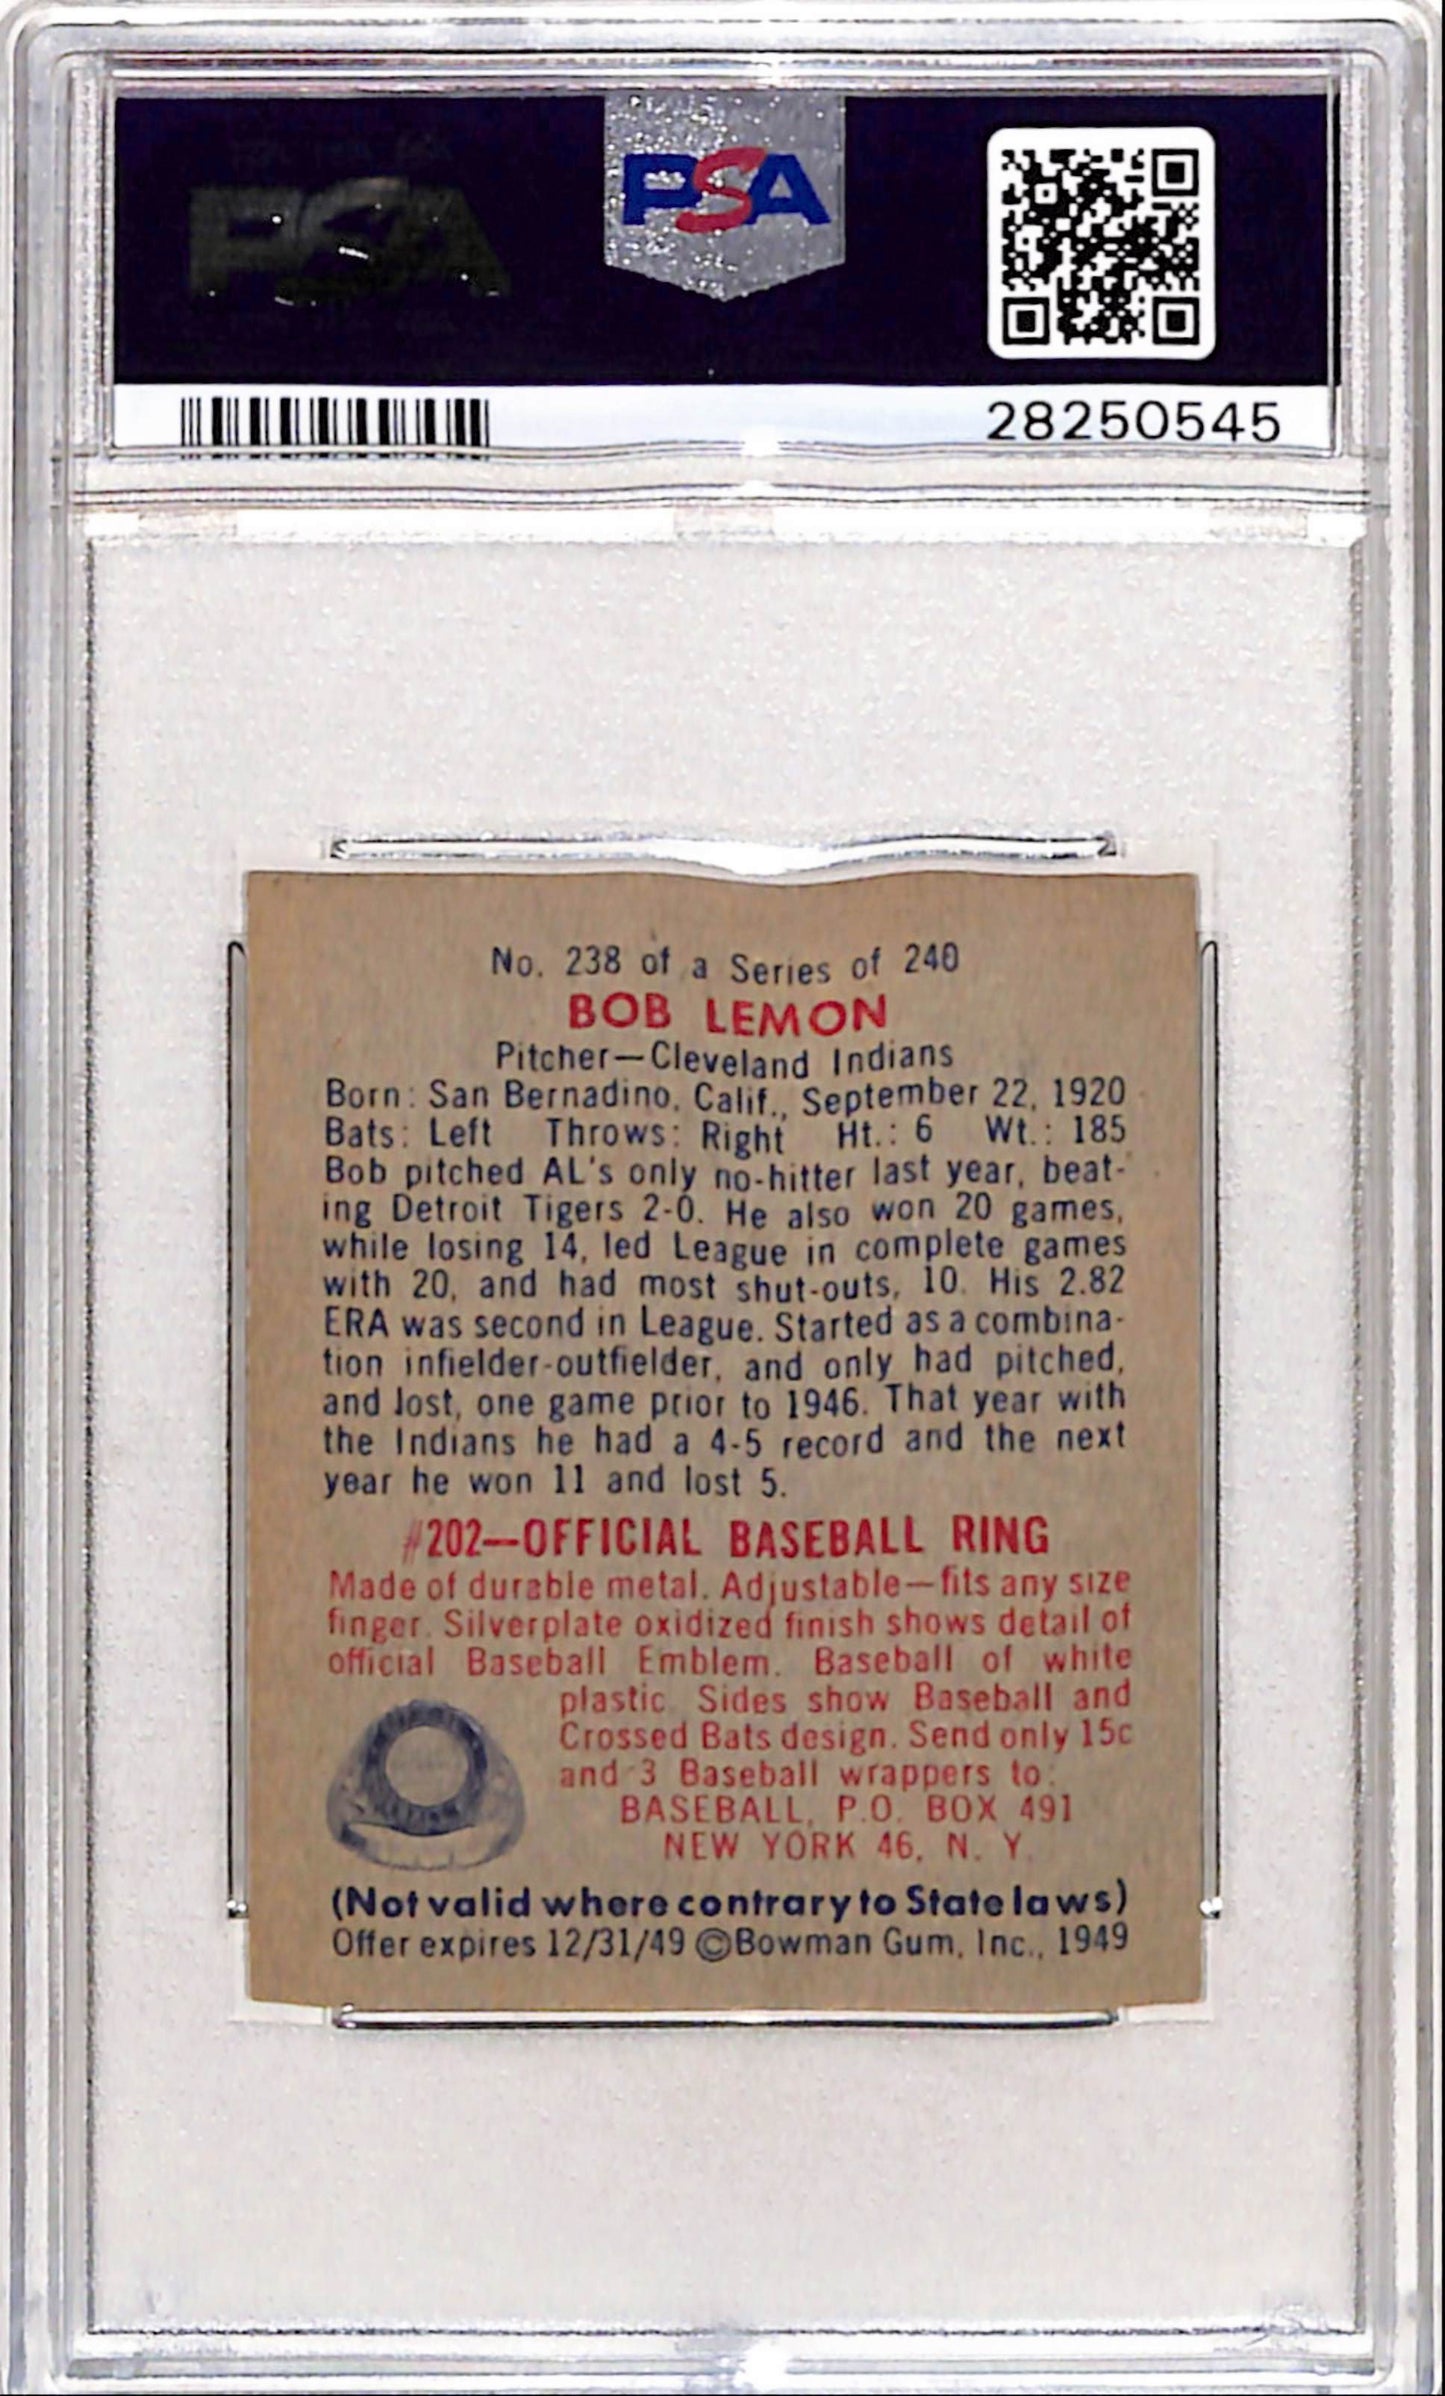 PSA
PSA
28250545
No. 238 of a Series of 240
BOB LEMON
Pitcher—Cleveland Indians
Born: San Bernadino, Calif., September 22, 1920
Bats: Left Throws: Right Ht.: 6 Wt.: 185
Bob pitched AL's only no-hitter last year, beat-
ing Detroit Tigers 2-0. He also won 20 games,
while losing 14, led League in complete games
with 20, and had most shut-outs, 10. His 2.82
ERA was second in League. Started as a combina-
tion infielder-outfielder, and only had pitched,
and lost, one game prior to 1946. That year with
the Indians he had a 4-5 record and the next
year he won 11 and lost 5.
#202—OFFICIAL BASEBALL RING
Made of durable metal. Adjustable—fits any size
finger. Silverplate oxidized finish shows detail of
official Baseball Emblem. Baseball of white
plastic. Sides show Baseball and
Crossed Bats design. Send only 15c
and 3 Baseball wrappers to:
BASEBALL, P.O. BOX 491
NEW YORK 46, N. Y.
(Not valid where contrary to State laws)
Offer expires 12/31/49 ©Bowman Gum, Inc., 1949